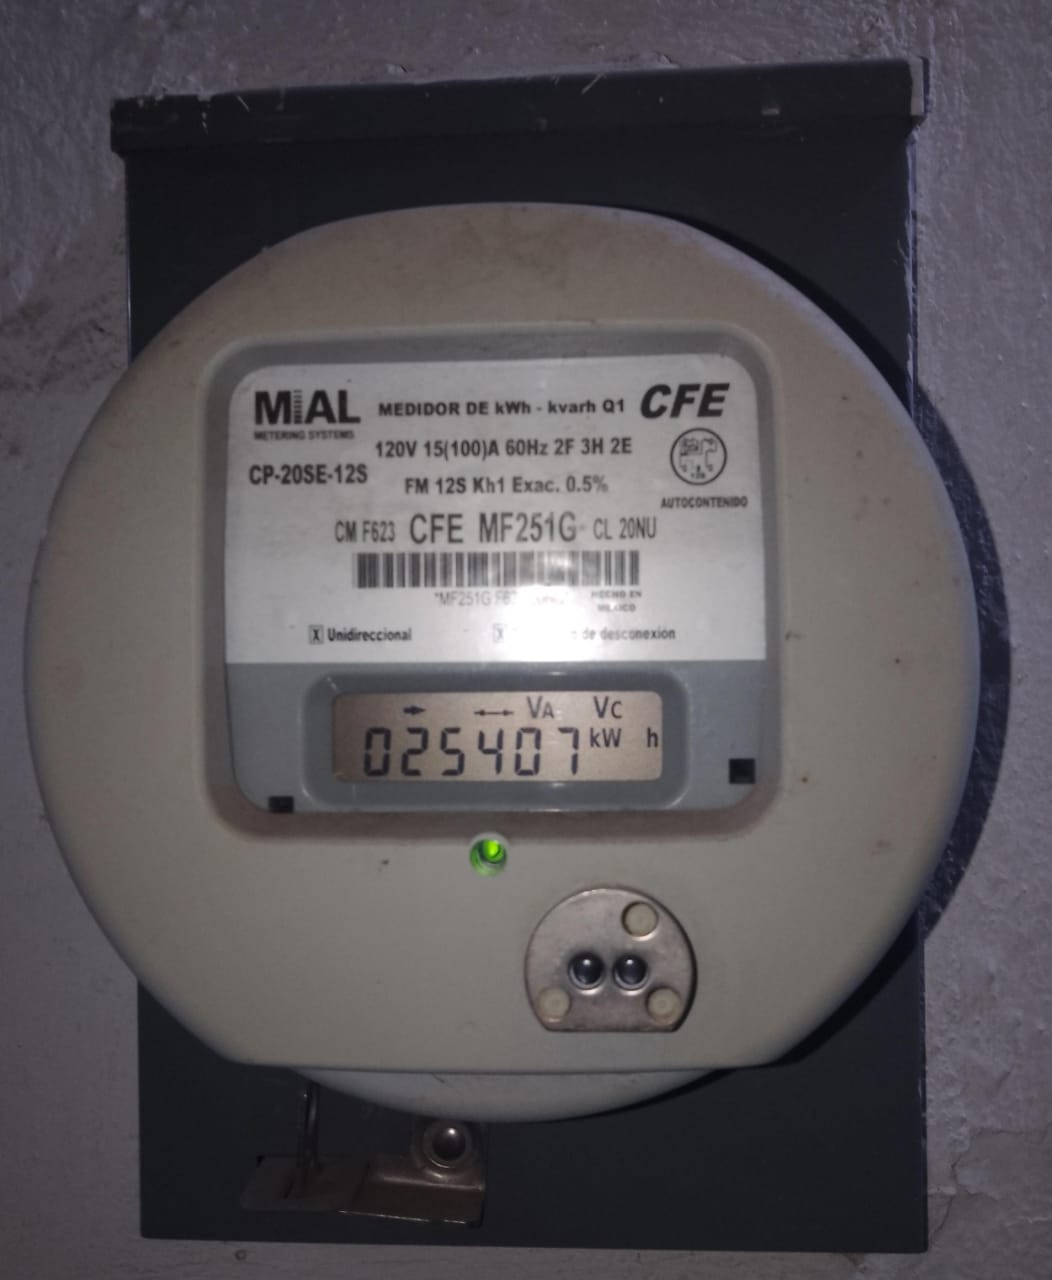 MIAL
METERING SYSTEMS
MEDIDOR DE kWh - kvarh Q1
CFE
120V 15(100)A 60Hz 2F 3H 2E
CP-20SE-12S
FM 12S Kh1 Exac. 0.5%
AUTOCONTENIDO
CM F623 CFE MF251G CL 20NU
*MF251G
HECHO EN
MEXICO
X Unidireccional
X de desconexión
VA VC
025407 kW h